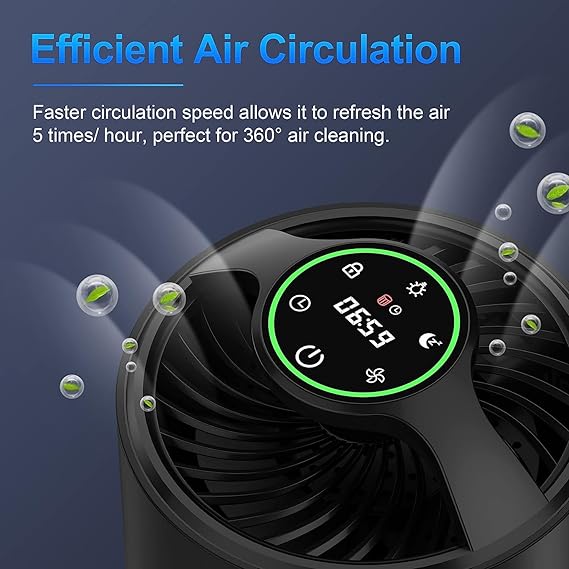 Efficient Air Circulation
Faster circulation speed allows it to refresh the air
5 times/ hour, perfect for 360° air cleaning.
06:59